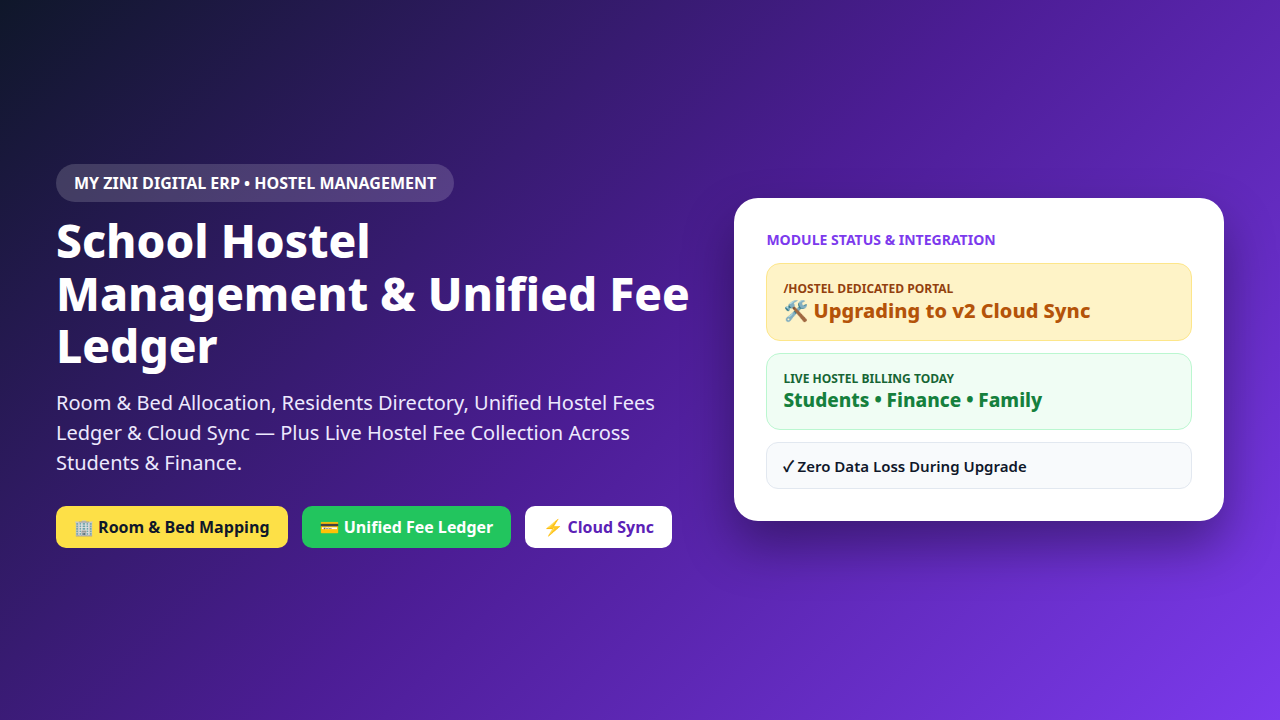 MY ZINI DIGITAL ERP • HOSTEL MANAGEMENT
School Hostel
Management & Unified Fee
Ledger
Room & Bed Allocation, Residents Directory, Unified Hostel Fees
Ledger & Cloud Sync — Plus Live Hostel Fee Collection Across
Students & Finance.
🏢 Room & Bed Mapping
💳 Unified Fee Ledger
⚡ Cloud Sync
MODULE STATUS & INTEGRATION
/HOSTEL DEDICATED PORTAL
🛠️ Upgrading to v2 Cloud Sync
LIVE HOSTEL BILLING TODAY
Students • Finance • Family
✓ Zero Data Loss During Upgrade